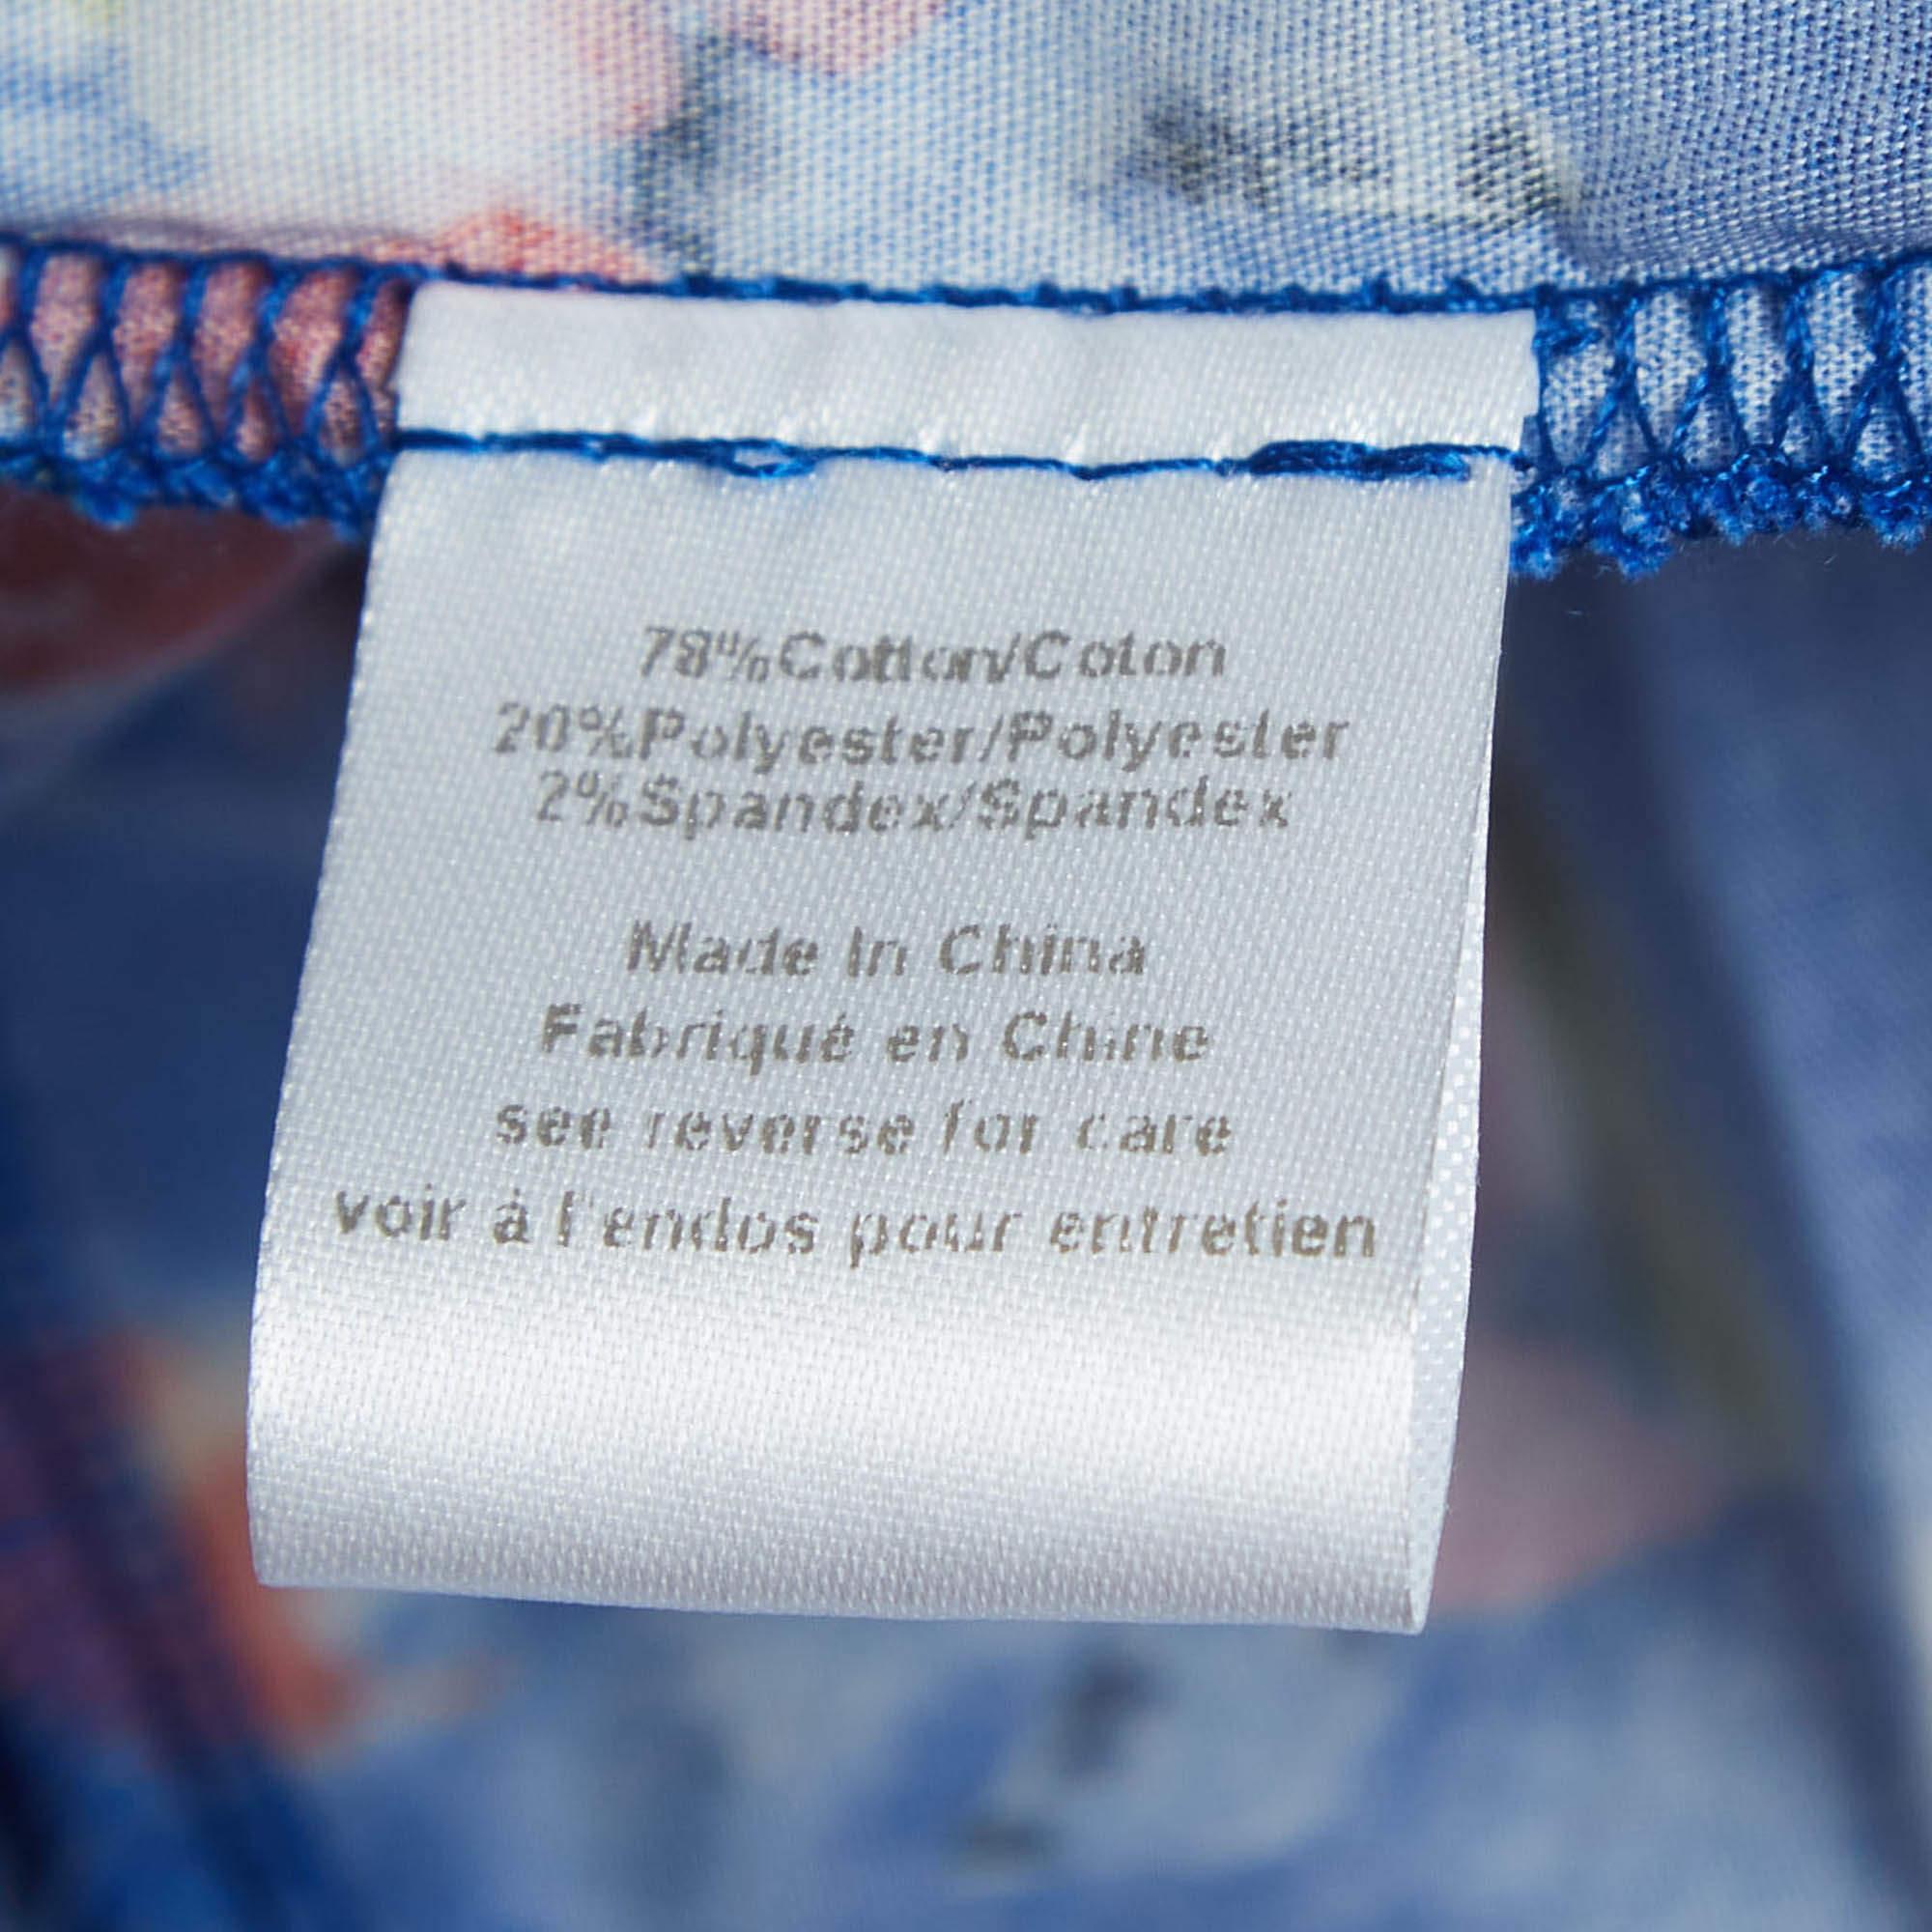 78%Cotton/Coton
20%Polyester/Polyester
2%Spandex/Spandex
Made In China
Fabriqué en Chine
see reverse for care
voir à l'endos pour entretien